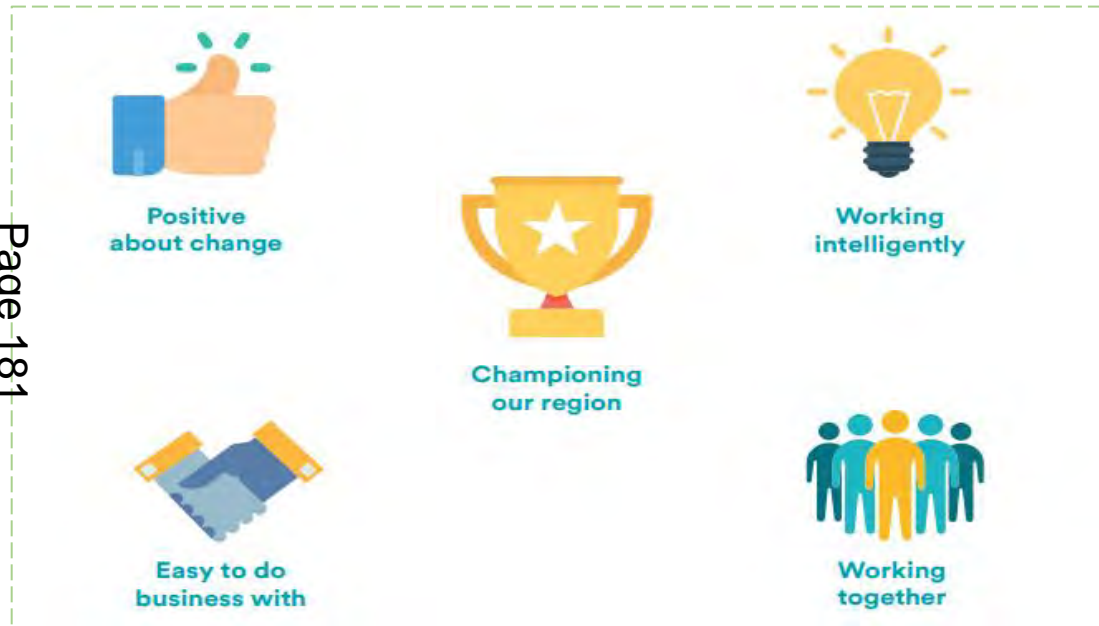 Positive
about change
Working
intelligently
Championing
our region
Easy to do
business with
Working
together
Page 181